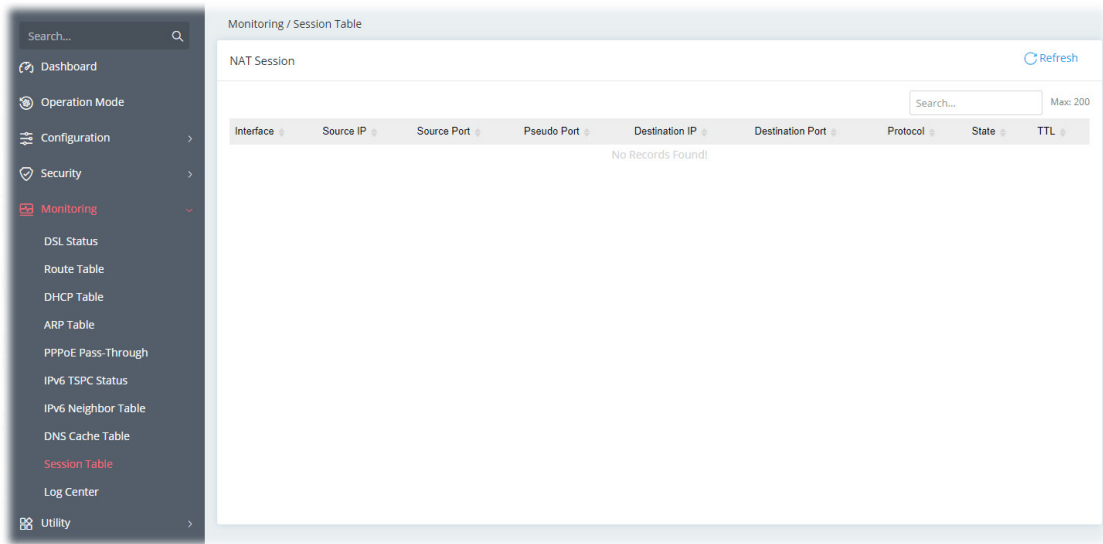 Search...
Dashboard
Operation Mode
Configuration
Security
Monitoring
DSL Status
Route Table
DHCP Table
ARP Table
PPPoE Pass-Through
IPv6 TSPC Status
IPv6 Neighbor Table
DNS Cache Table
Session Table
Log Center
Utility
Monitoring / Session Table
NAT Session Refresh
Search... Max: 200
Interface Source IP Source Port Pseudo Port Destination IP Destination Port Protocol State TTL
No Records Found!